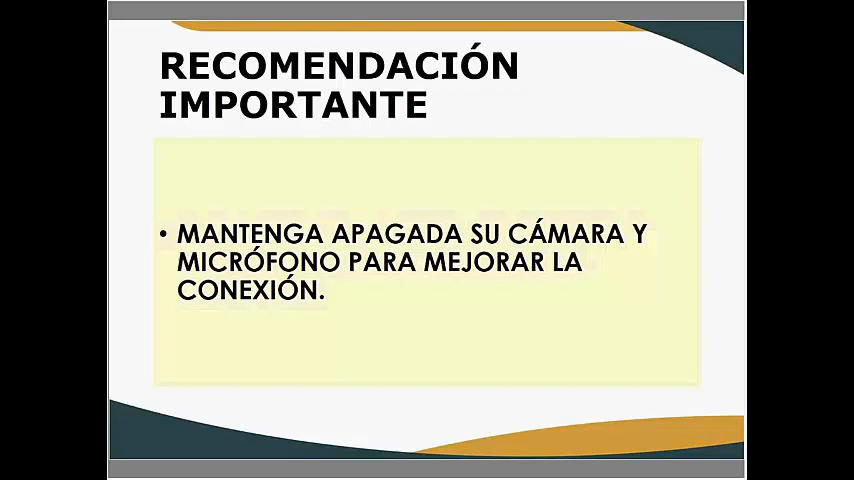 RECOMENDACIÓN
IMPORTANTE
• MANTENGA APAGADA SU CÁMARA Y
MICRÓFONO PARA MEJORAR LA
CONEXIÓN.